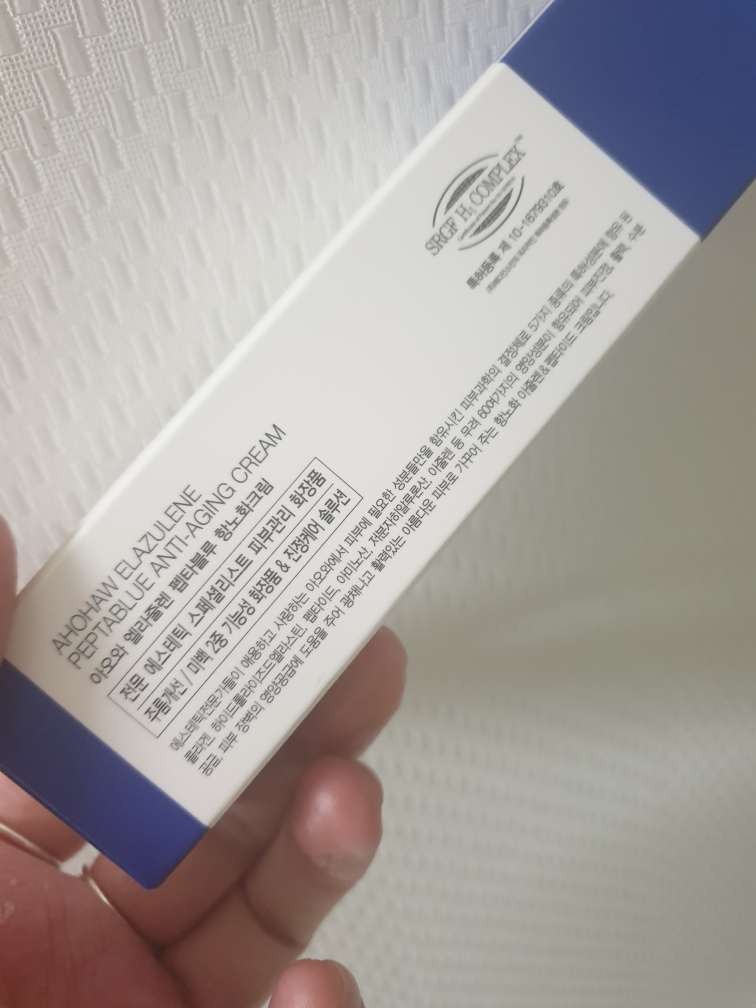 SRGF H₁ COMPLEX™
특허등록 제 10-1679310호
AHOHAW ELAZULENE
PEPTABLUE ANTI-AGING CREAM
아오와 엘라줄렌 펩타블루 항노화크림
전문 에스테틱 스페셜리스트 피부관리 화장품
주름개선 / 미백 2중 기능성 화장품 & 진정케어 솔루션
에스테틱전문가들이 애용하고 사랑하는 아오와에서 피부에 필요한 성분들만을 함유시킨 피부과학의 결정체로 5가지 종류의 특허성분에 함유 된
콜라겐, 하이드롤라이즈드엘라스틴, 펩타이드, 아미노산, 저분자히알루론산, 아줄렌 등 무려 60여가지의 영양성분이 함유되어 피부진정, 활력, 수분
공급, 피부 장벽의 영양공급에 도움을 주어 광채나고 활력있는 아름다운 피부로 가꾸어 주는 항노화 아줄렌&펩타이드 크림입니다.